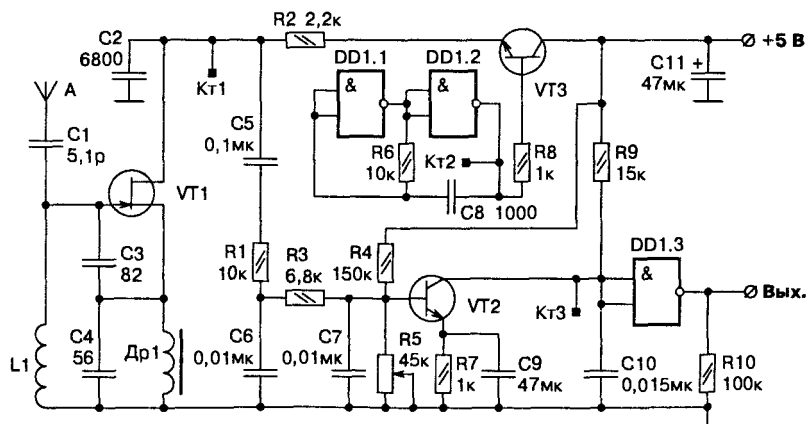 C2
6800
R2 2,2к
Кт1
А
C1
5,1р
C5
0,1мк
VT1
C3
82
C4
56
L1
Др1
R1
10к
R3
6,8к
C6
0,01мк
C7
0,01мк
DD1.1
&
DD1.2
&
R6
10к
Кт2
C8 1000
R8
1к
VT3
C11 +
47мк
+5 В
R9
15к
R4
150к
VT2
R5
45к
R7
1к
C9
47мк
Кт3
DD1.3
&
Вых.
C10
0,015мк
R10
100к